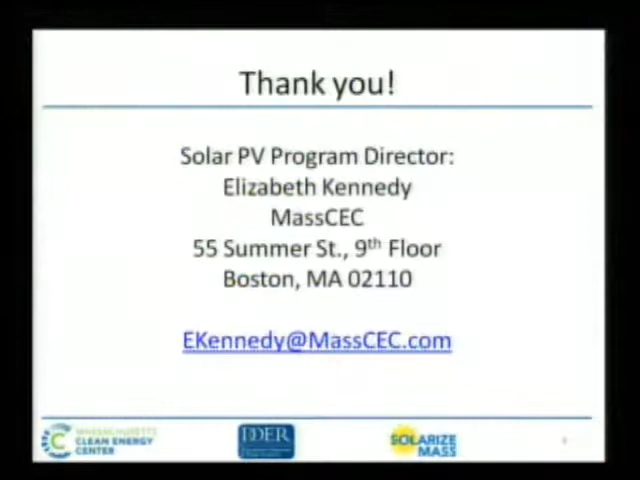 Thank you!
Solar PV Program Director:
Elizabeth Kennedy
MassCEC
55 Summer St., 9th Floor
Boston, MA 02110
EKennedy@MassCEC.com
MASSACHUSETTS
CLEAN ENERGY
CENTER
DOER
SOLARIZE
MASS